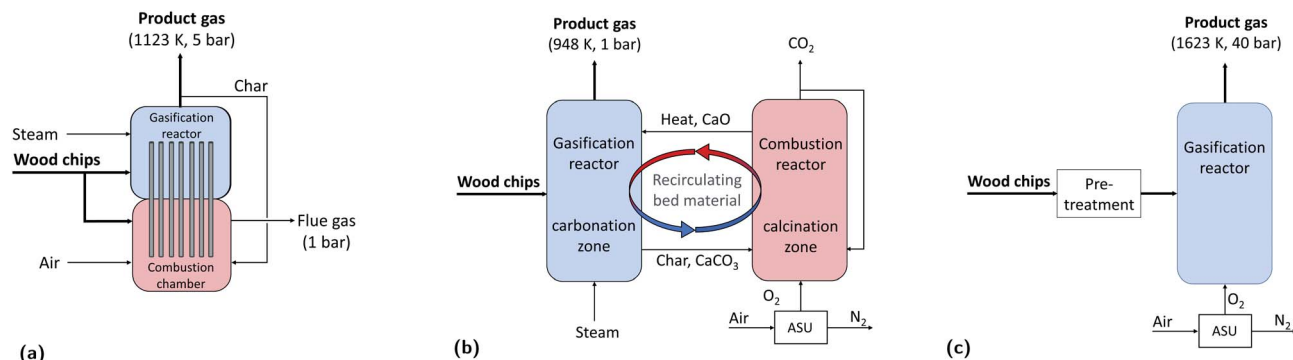 Product gas
(1123 K, 5 bar)
Char
Gasification
reactor
Steam
Wood chips
Flue gas
(1 bar)
Air
Combustion
chamber
(a)
Product gas
(948 K, 1 bar)
CO2
Heat, CaO
Gasification
reactor
Combustion
reactor
Recirculating
bed material
Wood chips
carbonation
zone
calcination
zone
Char, CaCO3
O2
Steam
Air
ASU
N2
(b)
Product gas
(1623 K, 40 bar)
Gasification
reactor
Wood chips
Pre-
treatment
O2
Air
ASU
N2
(c)